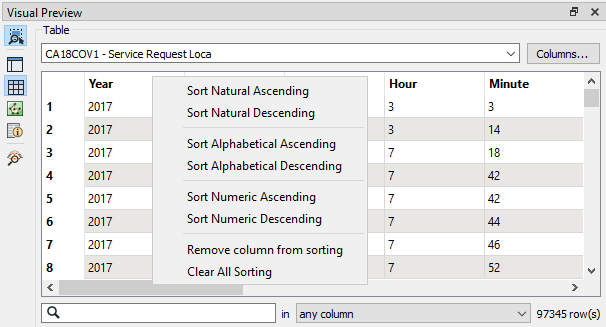 Visual Preview
Table
CA18COV1 - Service Request Loca
Columns...
Year Hour Minute
1 2017 3 3
2 2017 3 14
3 2017 7 18
4 2017 7 42
5 2017 7 42
6 2017 7 44
7 2017 7 46
8 2017 7 52
Sort Natural Ascending
Sort Natural Descending
Sort Alphabetical Ascending
Sort Alphabetical Descending
Sort Numeric Ascending
Sort Numeric Descending
Remove column from sorting
Clear All Sorting
in any column 97345 row(s)